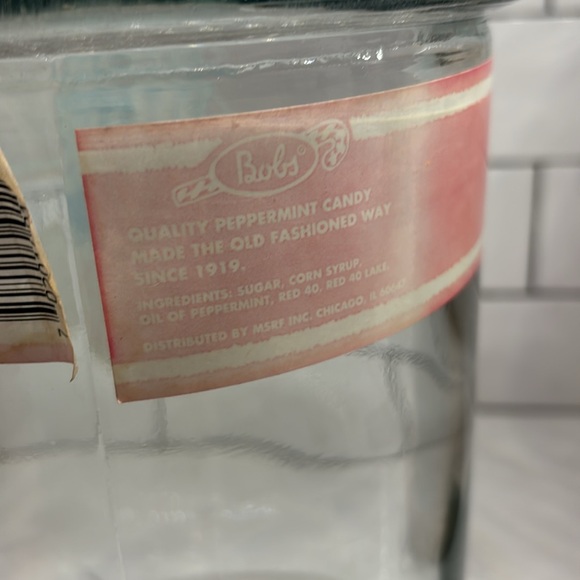 Bobs
QUALITY PEPPERMINT CANDY
MADE THE OLD FASHIONED WAY
SINCE 1919.
INGREDIENTS: SUGAR, CORN SYRUP,
OIL OF PEPPERMINT, RED 40, RED 40 LAKE.
DISTRIBUTED BY MSRF INC. CHICAGO, IL